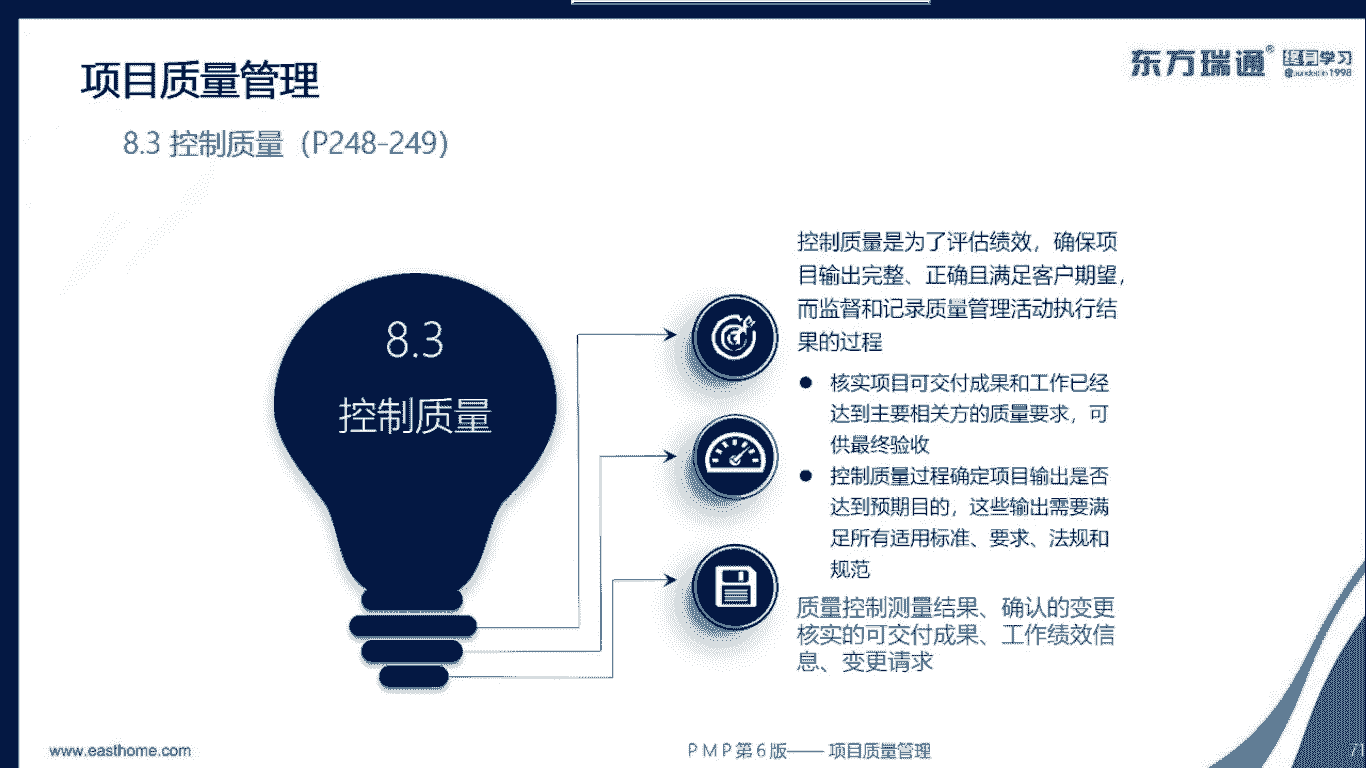 项目质量管理
东方瑞通®
学习
1998
8.3 控制质量（P248-249）
8.3
控制质量
控制质量是为了评估绩效，确保项
目输出完整、正确且满足客户期望，
而监督和记录质量管理活动执行结
果的过程
● 核实项目可交付成果和工作已经
达到主要相关方的质量要求，可
供最终验收
● 控制质量过程确定项目输出是否
达到预期目的，这些输出需要满
足所有适用标准、要求、法规和
规范
质量控制测量结果、确认的变更
核实的可交付成果、工作绩效信
息、变更请求
www.easthome.com
PMP第6版—— 项目质量管理
71